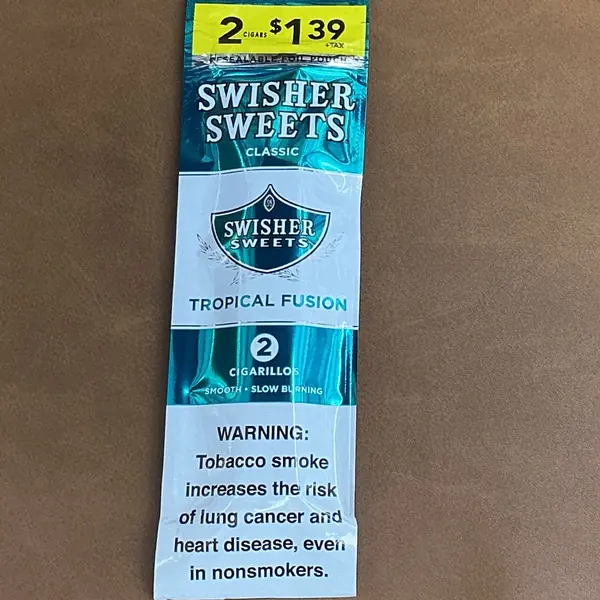 2 CIGARS $1.39 +TAX
RESEALABLE FOIL POUCH
SWISHER
SWEETS
CLASSIC
SWISHER
SWEETS
TROPICAL FUSION
2
CIGARILLOS
SMOOTH • SLOW BURNING
WARNING:
Tobacco smoke
increases the risk
of lung cancer and
heart disease, even
in nonsmokers.